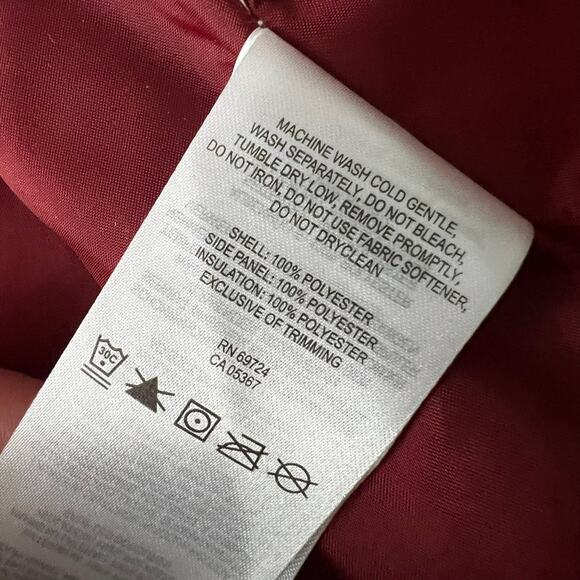 MACHINE WASH COLD GENTLE,
WASH SEPARATELY, DO NOT BLEACH,
TUMBLE DRY LOW, REMOVE PROMPTLY,
DO NOT IRON, DO NOT USE FABRIC SOFTENER,
DO NOT DRYCLEAN
SHELL: 100% POLYESTER
SIDE PANEL: 100% POLYESTER
INSULATION: 100% POLYESTER
EXCLUSIVE OF TRIMMING
RN 69724
CA 05367
30C